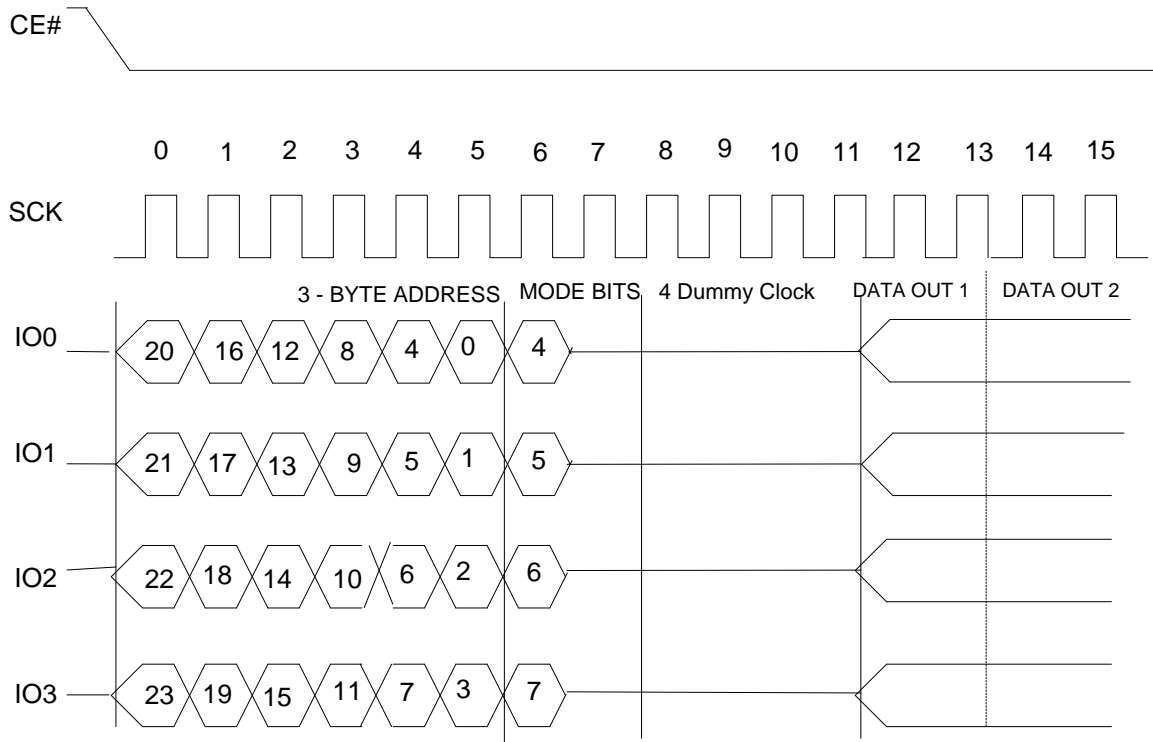 CE#
0 1 2 3 4 5 6 7 8 9 10 11 12 13 14 15
SCK
3 - BYTE ADDRESS MODE BITS 4 Dummy Clock DATA OUT 1 DATA OUT 2
IO0 20 16 12 8 4 0 4
IO1 21 17 13 9 5 1 5
IO2 22 18 14 10 6 2 6
IO3 23 19 15 11 7 3 7